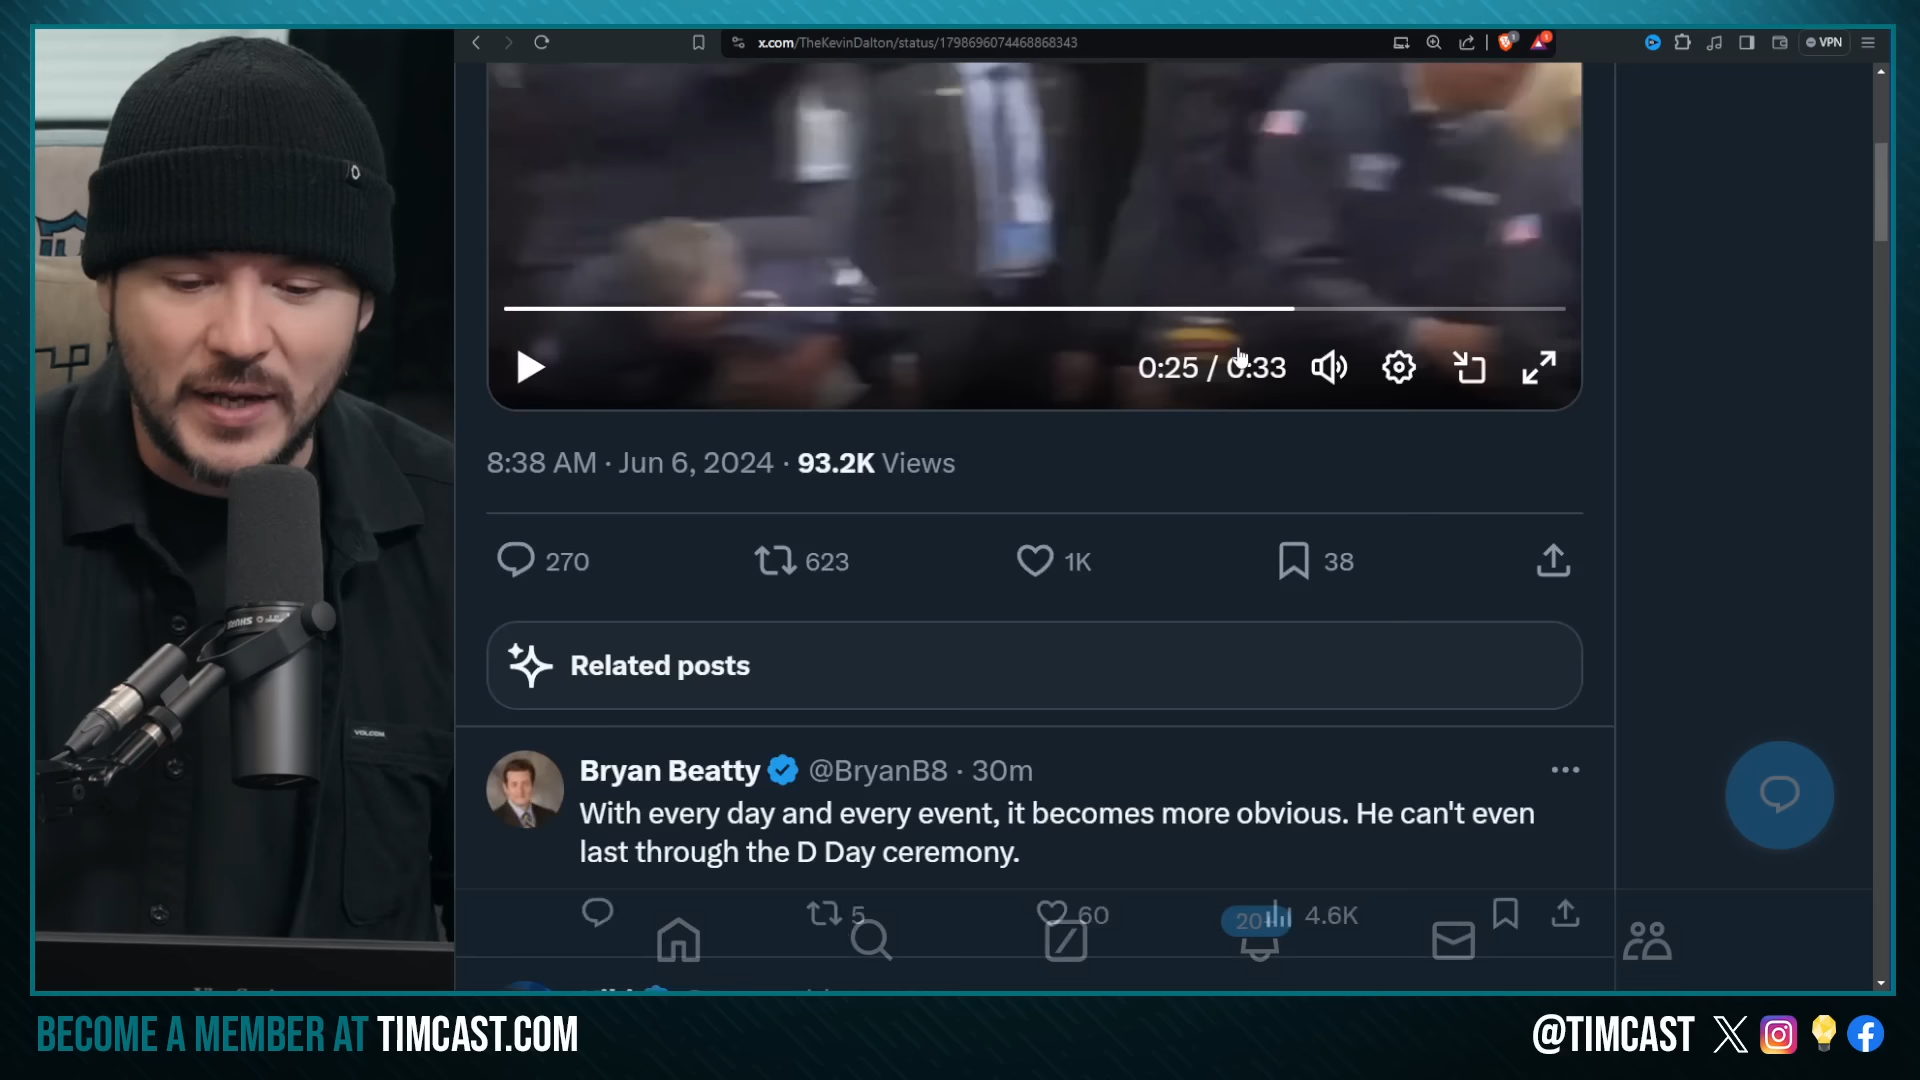 x.com/TheKevinDalton/status/1798696074468868343
VPN
0:25 / 0:33
8:38 AM · Jun 6, 2024 · 93.2K Views
270
623
1K
38
Related posts
Bryan Beatty @BryanB8 · 30m
With every day and every event, it becomes more obvious. He can't even
last through the D Day ceremony.
5
60
20+
4.6K
SHURE
VOLCOM
BECOME A MEMBER AT TIMCAST.COM
@TIMCAST